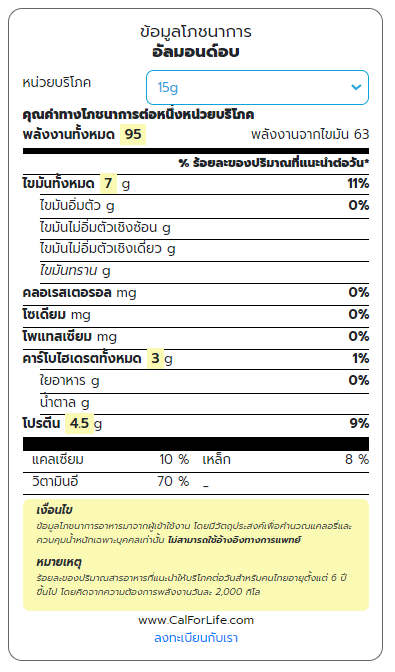 ข้อมูลโภชนาการ
อัลมอนด์อบ
หน่วยบริโภค 15g
คุณค่าทางโภชนาการต่อหนึ่งหน่วยบริโภค
พลังงานทั้งหมด 95 พลังงานจากไขมัน 63
% ร้อยละของปริมาณที่แนะนำต่อวัน*
ไขมันทั้งหมด 7 g 11%
ไขมันอิ่มตัว g 0%
ไขมันไม่อิ่มตัวเชิงซ้อน g
ไขมันไม่อิ่มตัวเชิงเดี่ยว g
ไขมันทราน g
คลอเรสเตอรอล mg 0%
โซเดียม mg 0%
โพแทสเซียม mg 0%
คาร์โบไฮเดรตทั้งหมด 3 g 1%
ใยอาหาร g 0%
น้ำตาล g
โปรตีน 4.5 g 9%
แคลเซียม 10 % เหล็ก 8 %
วิตามินอี 70 % _
เงื่อนไข
ข้อมูลโภชนาการอาหารมาจากผู้เข้าใช้งาน โดยมีวัตถุประสงค์เพื่อคำนวณแคลอรี่และ
ควบคุมน้ำหนักเฉพาะบุคคลเท่านั้น ไม่สามารถใช้อ้างอิงทางการแพทย์
หมายเหตุ
ร้อยละของปริมาณสารอาหารที่แนะนำให้บริโภคต่อวันสำหรับคนไทยอายุตั้งแต่ 6 ปี
ขึ้นไป โดยคิดจากความต้องการพลังงานวันละ 2,000 กิโล
www.CalForLife.com
ลงทะเบียนกับเรา